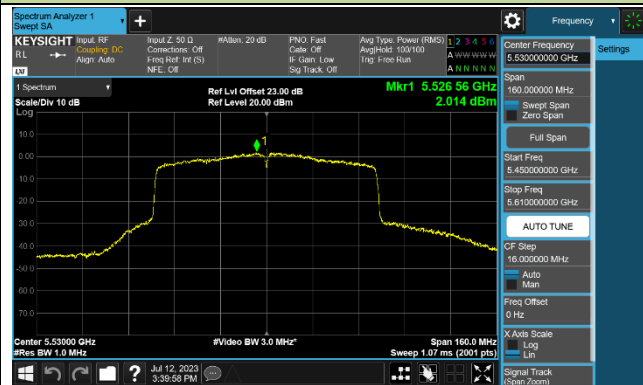 Spectrum Analyzer 1
Swept SA
Frequency
KEYSIGHT
RL
Input: RF
Coupling: DC
Align: Auto
Input Z: 50 Ω
Corrections: Off
Freq Ref: Int (S)
NFE: Off
#Atten: 20 dB
PNO: Fast
Gate: Off
IF Gain: Low
Sig Track: Off
Avg Type: Power (RMS)
Avg|Hold: 100/100
Trig: Free Run
1 2 3 4 5 6
A W W W W W
A N N N N N
LXI
1 Spectrum
Scale/Div 10 dB
Ref Lvl Offset 23.00 dB
Ref Level 20.00 dBm
Mkr1 5.526 56 GHz
2.014 dBm
Log
10.0
0.00
10.0
20.0
30.0
40.0
50.0
60.0
70.0
1
Center 5.53000 GHz
#Res BW 1.0 MHz
#Video BW 3.0 MHz*
Span 160.0 MHz
Sweep 1.07 ms (2001 pts)
Jul 12, 2023
3:39:58 PM
?
Center Frequency
5.530000000 GHz
Settings
Span
160.000000 MHz
Swept Span
Zero Span
Full Span
Start Freq
5.450000000 GHz
Stop Freq
5.610000000 GHz
AUTO TUNE
CF Step
16.000000 MHz
Auto
Man
Freq Offset
0 Hz
X Axis Scale
Log
Lin
Signal Track
(Span Zoom)